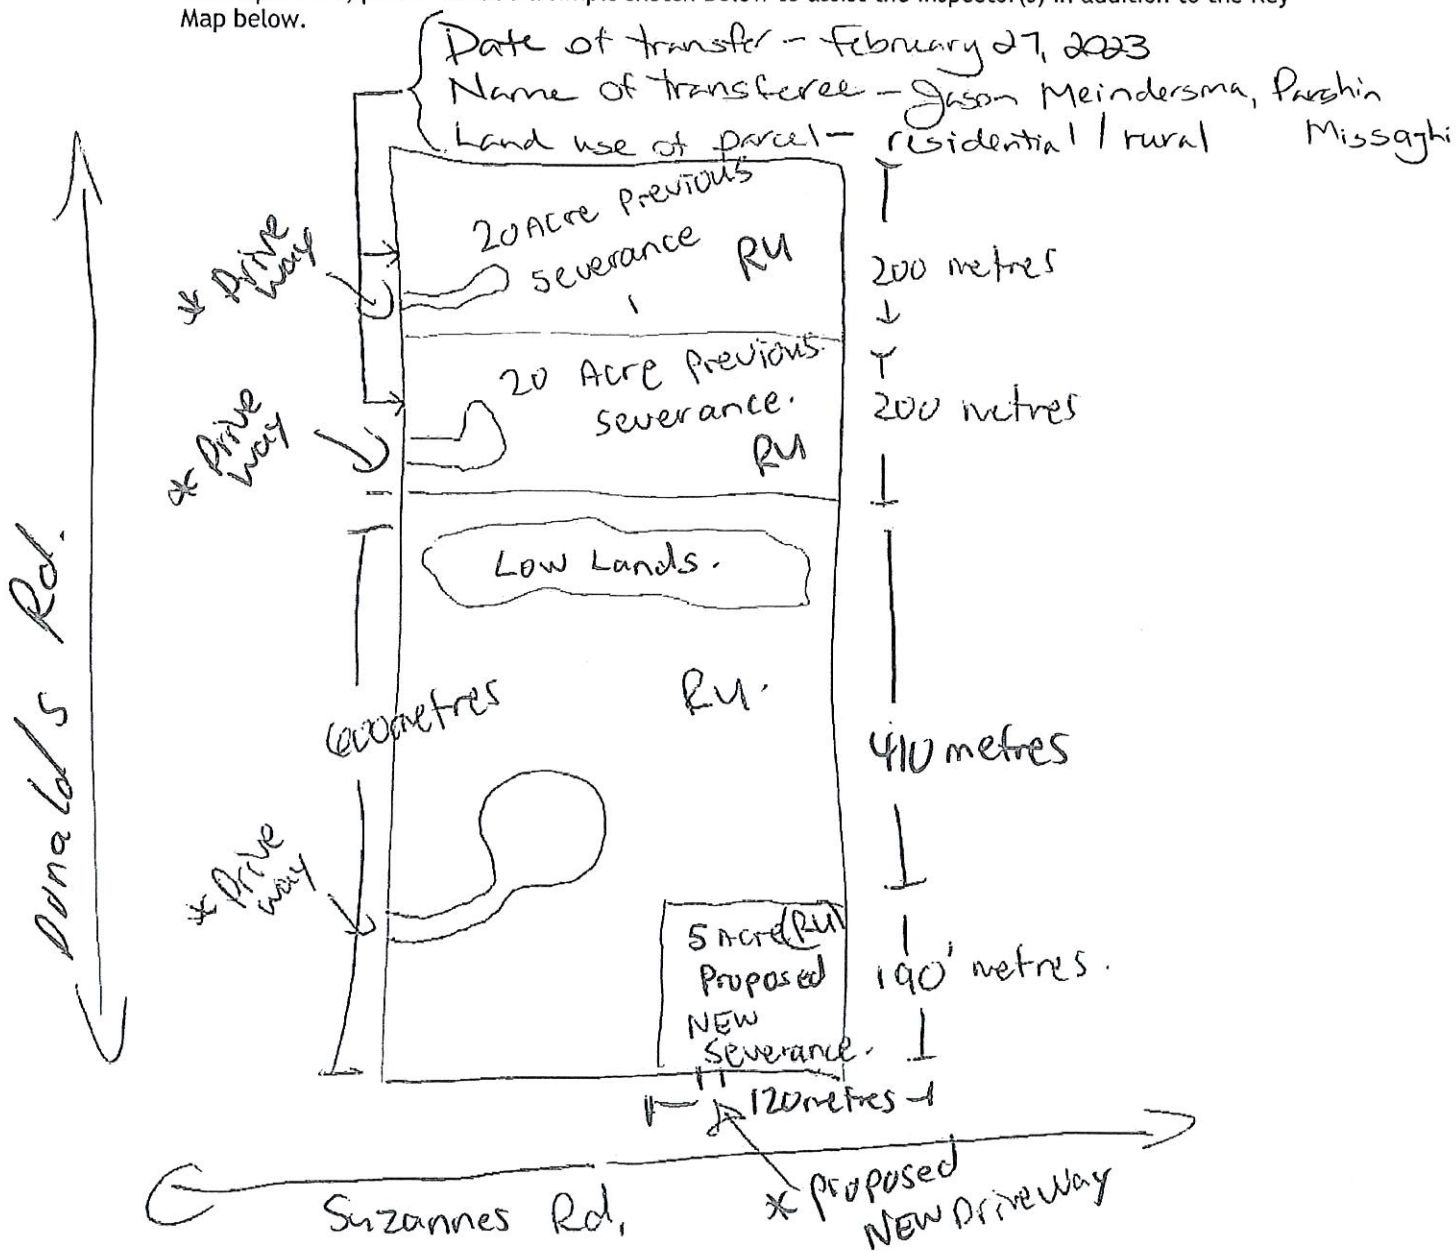 Map below.
Date of transfer - February 27, 2023
Name of transferee - Jason Meindersma, Parshin
Missaghi
Land use of parcel - residential / rural
20 Acre Previous
severance
RU
* Drive
way
200 metres
20 Acre Previous
severance.
RU
* Drive
way
200 metres
Low Lands.
RU.
600 metres
410 metres
Donalds Rd.
* Drive
way
5 Acre (RU)
Proposed
NEW
severance.
190' metres.
120 metres
* proposed
NEW DriveWay
Suzannes Rd,